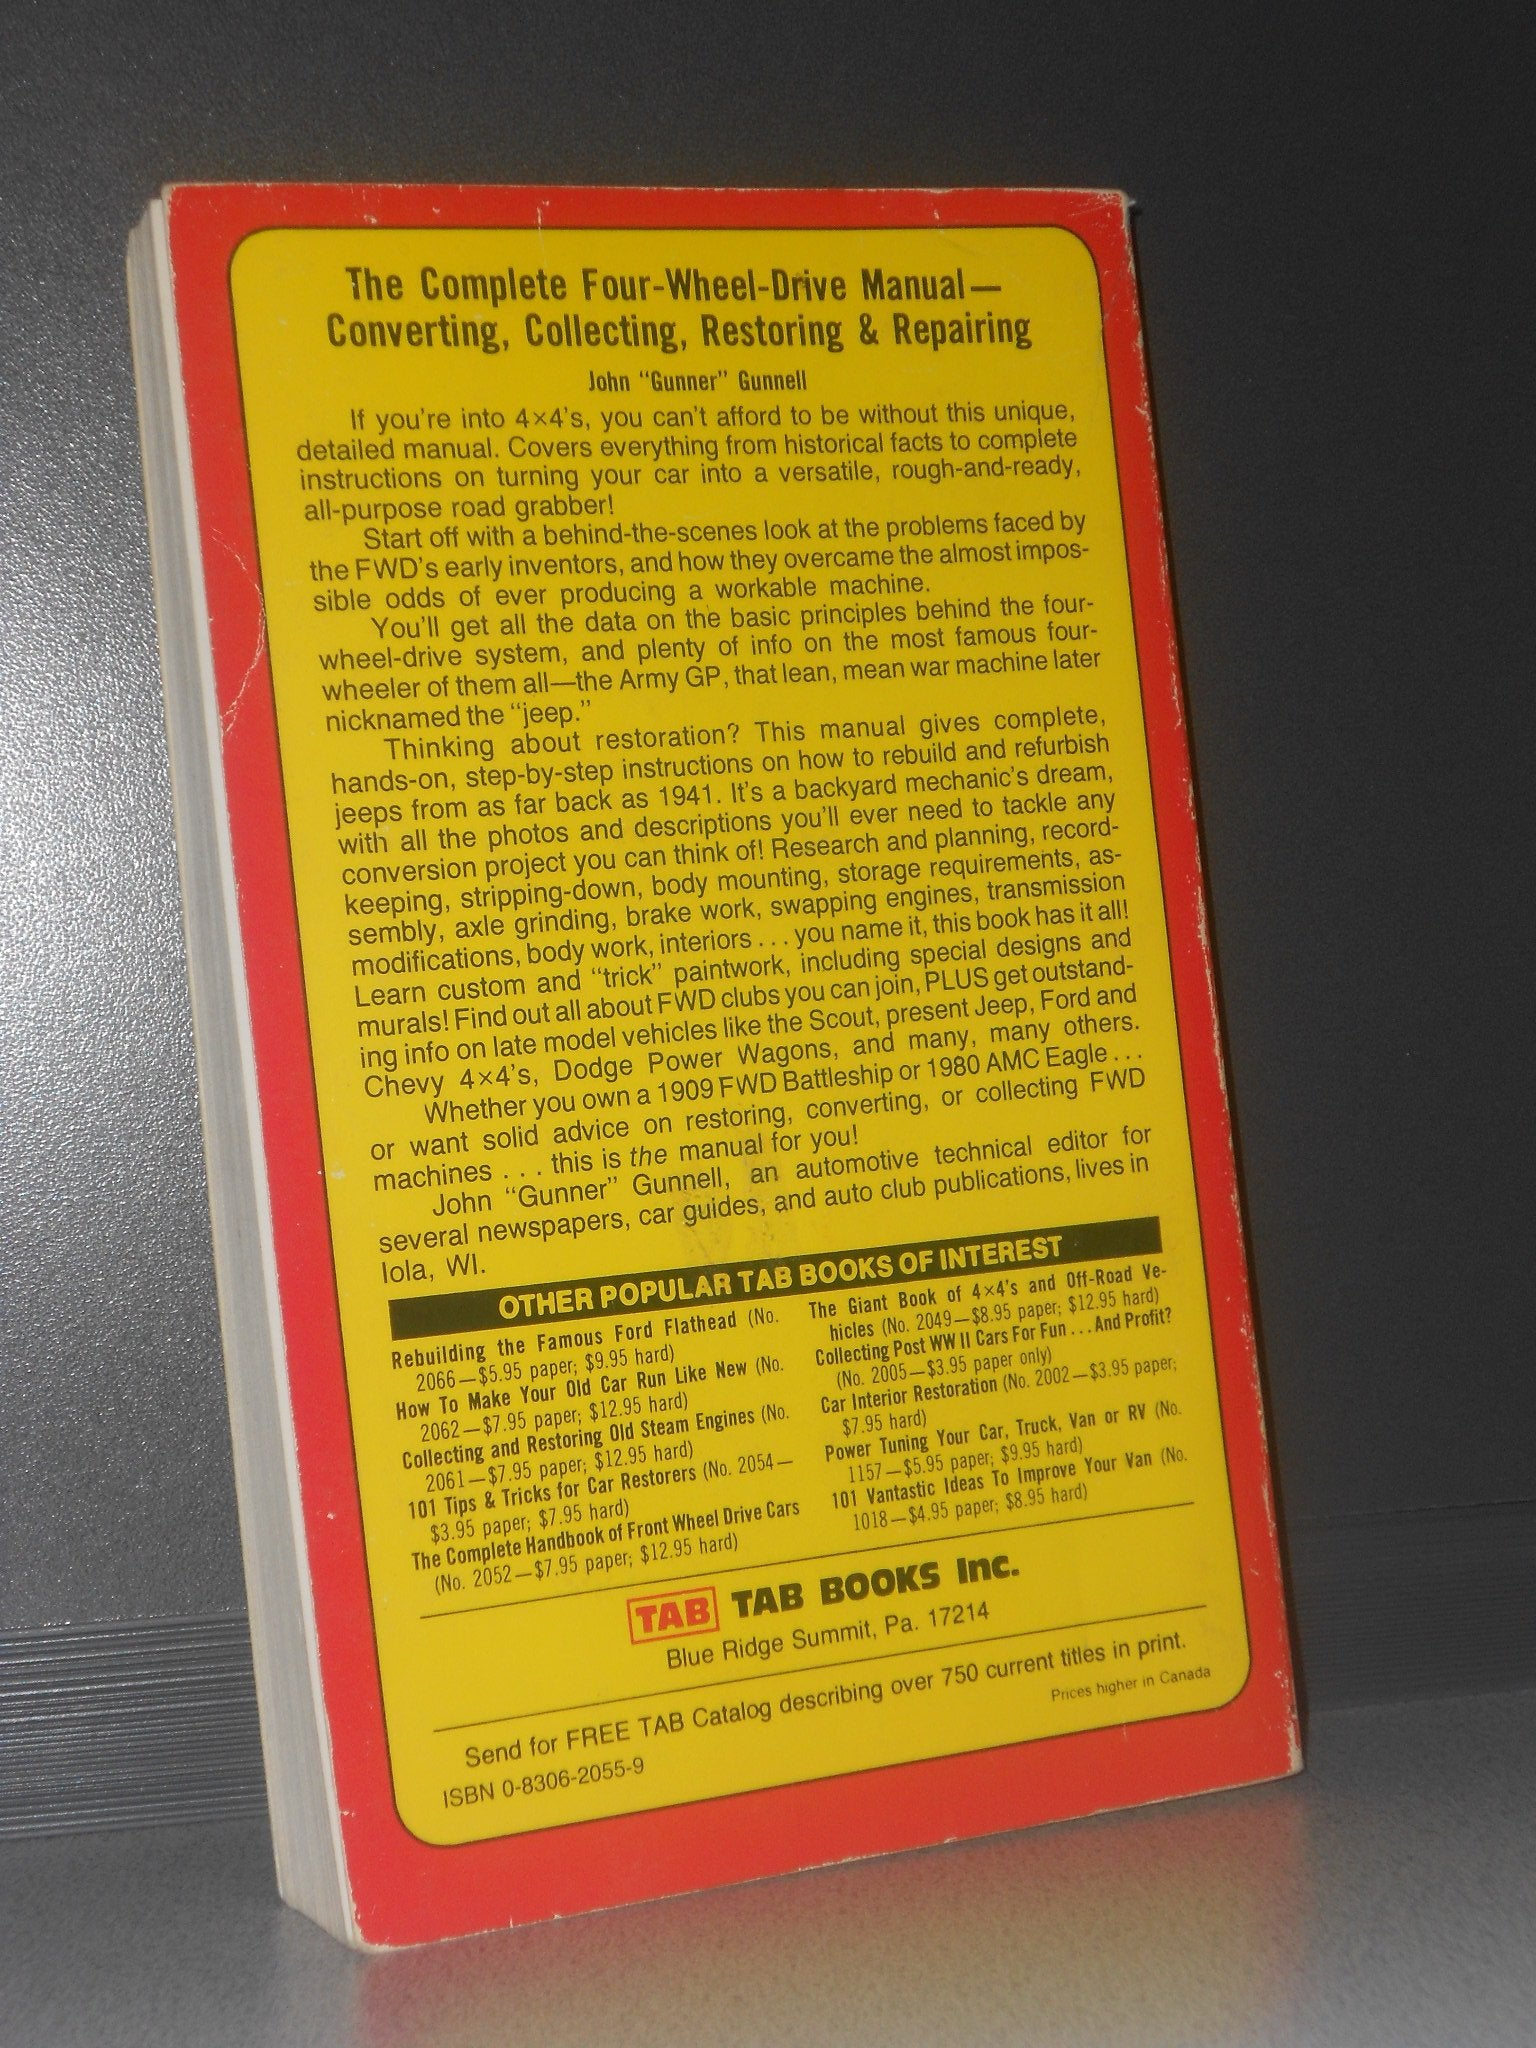 The Complete Four-Wheel-Drive Manual—
Converting, Collecting, Restoring & Repairing
John "Gunner" Gunnell
If you're into 4×4's, you can't afford to be without this unique,
detailed manual. Covers everything from historical facts to complete
instructions on turning your car into a versatile, rough-and-ready,
all-purpose road grabber!
Start off with a behind-the-scenes look at the problems faced by
the FWD's early inventors, and how they overcame the almost impos-
sible odds of ever producing a workable machine.
You'll get all the data on the basic principles behind the four-
wheel-drive system, and plenty of info on the most famous four-
wheeler of them all—the Army GP, that lean, mean war machine later
nicknamed the "jeep."
Thinking about restoration? This manual gives complete,
hands-on, step-by-step instructions on how to rebuild and refurbish
jeeps from as far back as 1941. It's a backyard mechanic's dream,
with all the photos and descriptions you'll ever need to tackle any
conversion project you can think of! Research and planning, record-
keeping, stripping-down, body mounting, storage requirements, as-
sembly, axle grinding, brake work, swapping engines, transmission
modifications, body work, interiors . . . you name it, this book has it all!
Learn custom and "trick" paintwork, including special designs and
murals! Find out all about FWD clubs you can join, PLUS get outstand-
ing info on late model vehicles like the Scout, present Jeep, Ford and
Chevy 4×4's, Dodge Power Wagons, and many, many others.
Whether you own a 1909 FWD Battleship or 1980 AMC Eagle . . .
or want solid advice on restoring, converting, or collecting FWD
machines . . . this is the manual for you!
John "Gunner" Gunnell, an automotive technical editor for
several newspapers, car guides, and auto club publications, lives in
Iola, WI.
OTHER POPULAR TAB BOOKS OF INTEREST
Rebuilding the Famous Ford Flathead (No.
2066—$5.95 paper; $9.95 hard)
How To Make Your Old Car Run Like New (No.
2062—$7.95 paper; $12.95 hard)
Collecting and Restoring Old Steam Engines (No.
2061—$7.95 paper; $12.95 hard)
101 Tips & Tricks for Car Restorers (No. 2054—
$3.95 paper; $7.95 hard)
The Complete Handbook of Front Wheel Drive Cars
(No. 2052—$7.95 paper; $12.95 hard)
The Giant Book of 4×4's and Off-Road Ve-
hicles (No. 2049—$8.95 paper; $12.95 hard)
Collecting Post WW II Cars For Fun . . . And Profit?
(No. 2005—$3.95 paper only)
Car Interior Restoration (No. 2002—$3.95 paper;
$7.95 hard)
Power Tuning Your Car, Truck, Van or RV (No.
1157—$5.95 paper; $9.95 hard)
101 Vantastic Ideas To Improve Your Van (No.
1018—$4.95 paper; $8.95 hard)
TAB TAB BOOKS Inc.
Blue Ridge Summit, Pa. 17214
Send for FREE TAB Catalog describing over 750 current titles in print.
Prices higher in Canada
ISBN 0-8306-2055-9